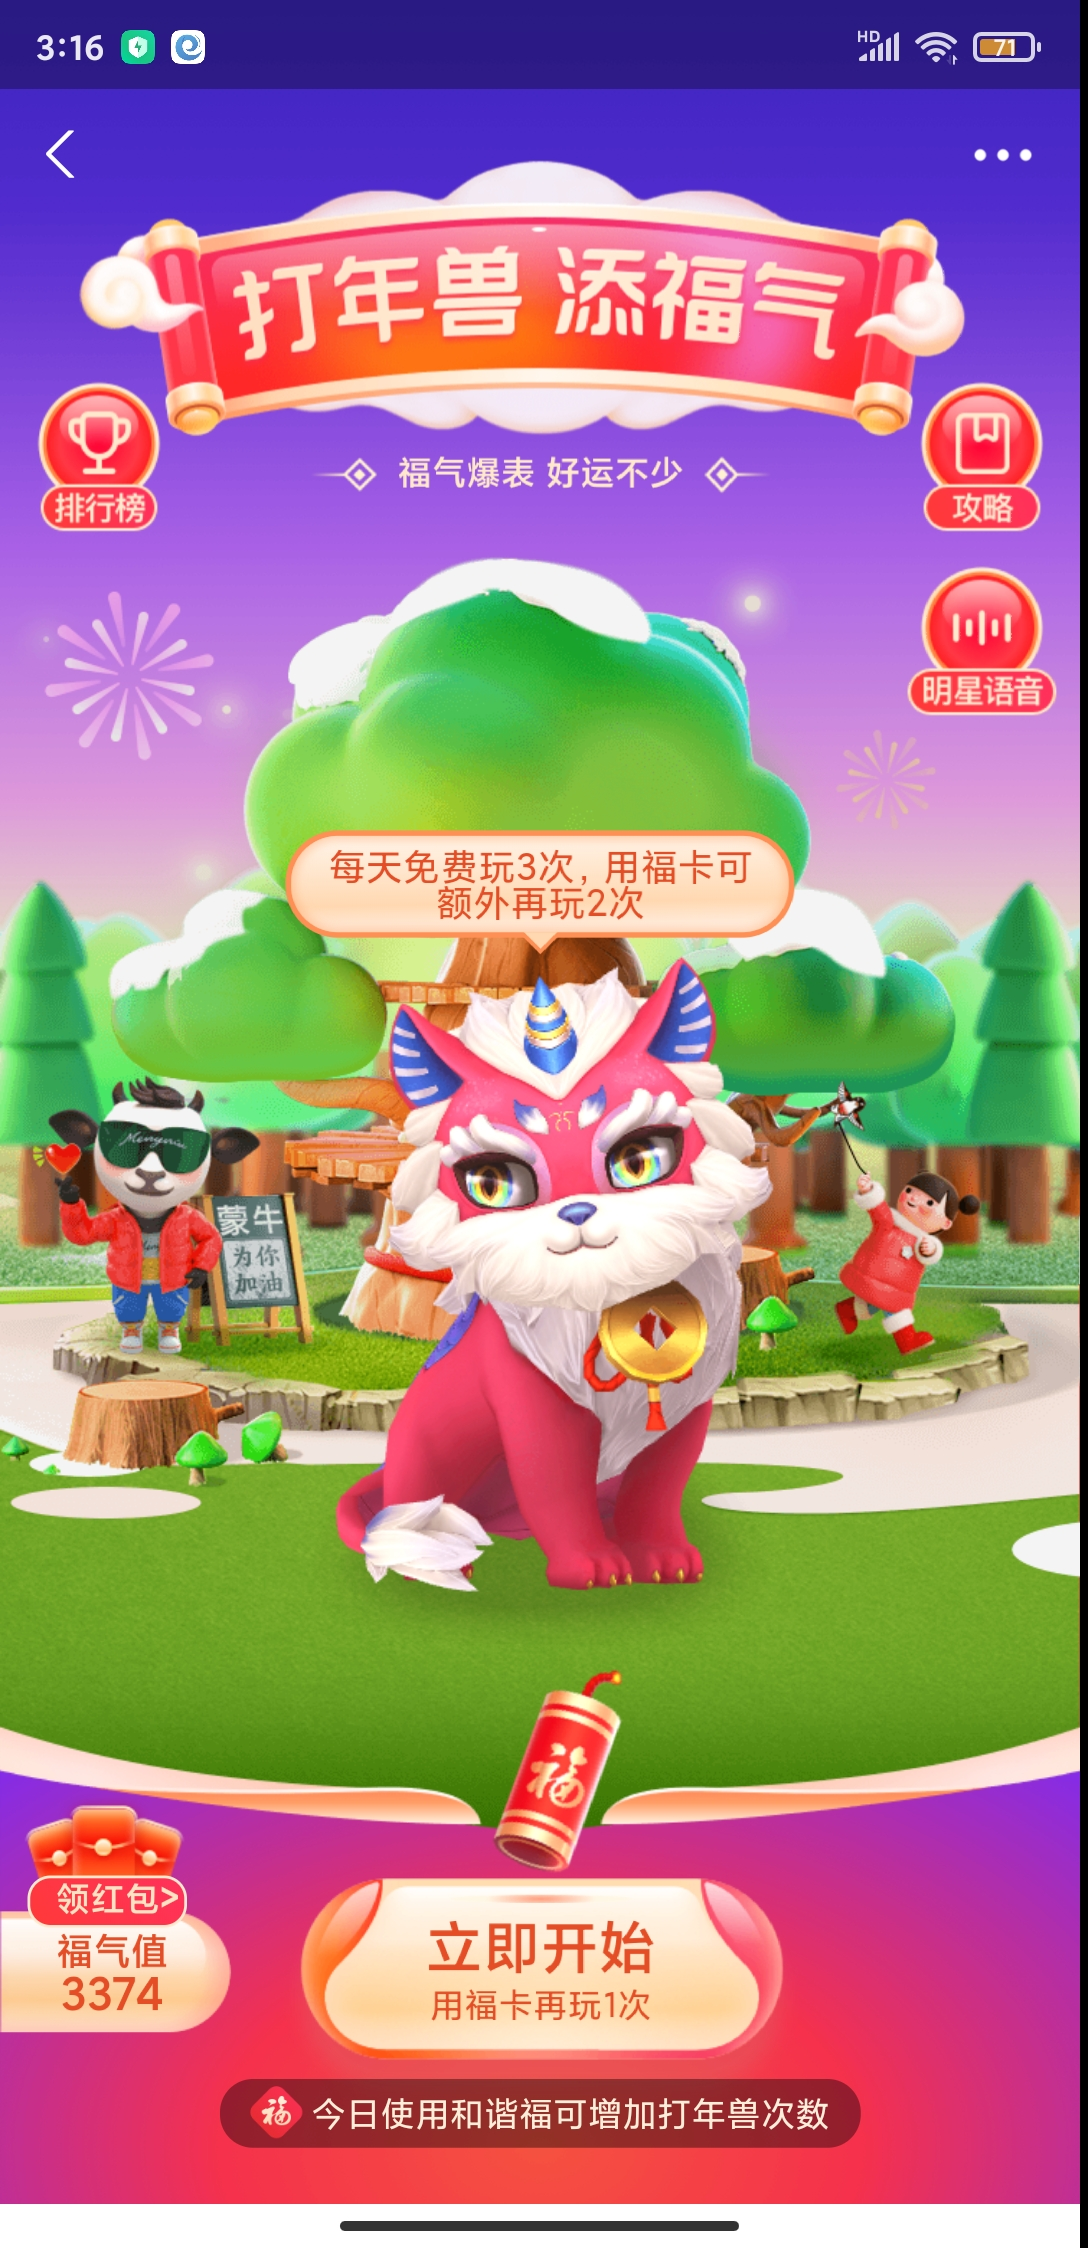 3:16
HD
71
打年兽 添福气
福气爆表 好运不少
排行榜
攻略
明星语音
每天免费玩3次，用福卡可
额外再玩2次
蒙牛
为你
加油
福
领红包>
福气值
3374
立即开始
用福卡再玩1次
福 今日使用和谐福可增加打年兽次数